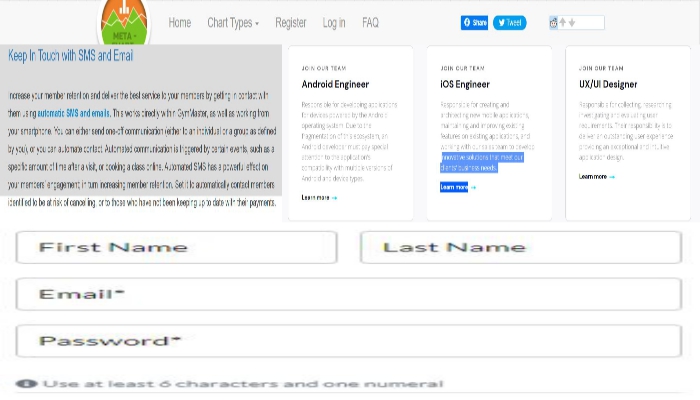 META -
Home Chart Types Register Log in FAQ
Share Tweet
Keep In Touch with SMS and Email
Increase your member retention and deliver the best service to your members by getting in contact with
them using automatic SMS and emails. This works directly within GymMaster, as well as working from
your smartphone. You can either send one-off communication (either to an individual or a group as defined
by you), or you can automate contact. Automated communication is triggered by certain events, such as a
specific amount of time after a visit, or booking a class online. Automated SMS has a powerful effect on
your members' engagement, in turn increasing member retention. Set it to automatically contact members
identified to be at risk of cancelling, or to those who have not been keeping up to date with their payments.
JOIN OUR TEAM
Android Engineer
Responsible for developing applications
for devices powered by the Android
operating system. Due to the
fragmentation of this ecosystem, an
Android developer must pay special
attention to the application's
compatibility with multiple versions of
Android and device types.
Learn more →
JOIN OUR TEAM
iOS Engineer
Responsible for creating and
architecting new mobile applications,
maintaining and improving existing
features on existing applications, and
working with our sales team to develop
innovative solutions that meet our
clients' business needs.
Learn more →
JOIN OUR TEAM
UX/UI Designer
Responsible for collecting, researching,
investigating and evaluating user
requirements. Their responsibility is to
deliver an outstanding user experience
providing an exceptional and intuitive
application design.
Learn more →
First Name Last Name
Email*
Password*
Use at least 6 characters and one numeral